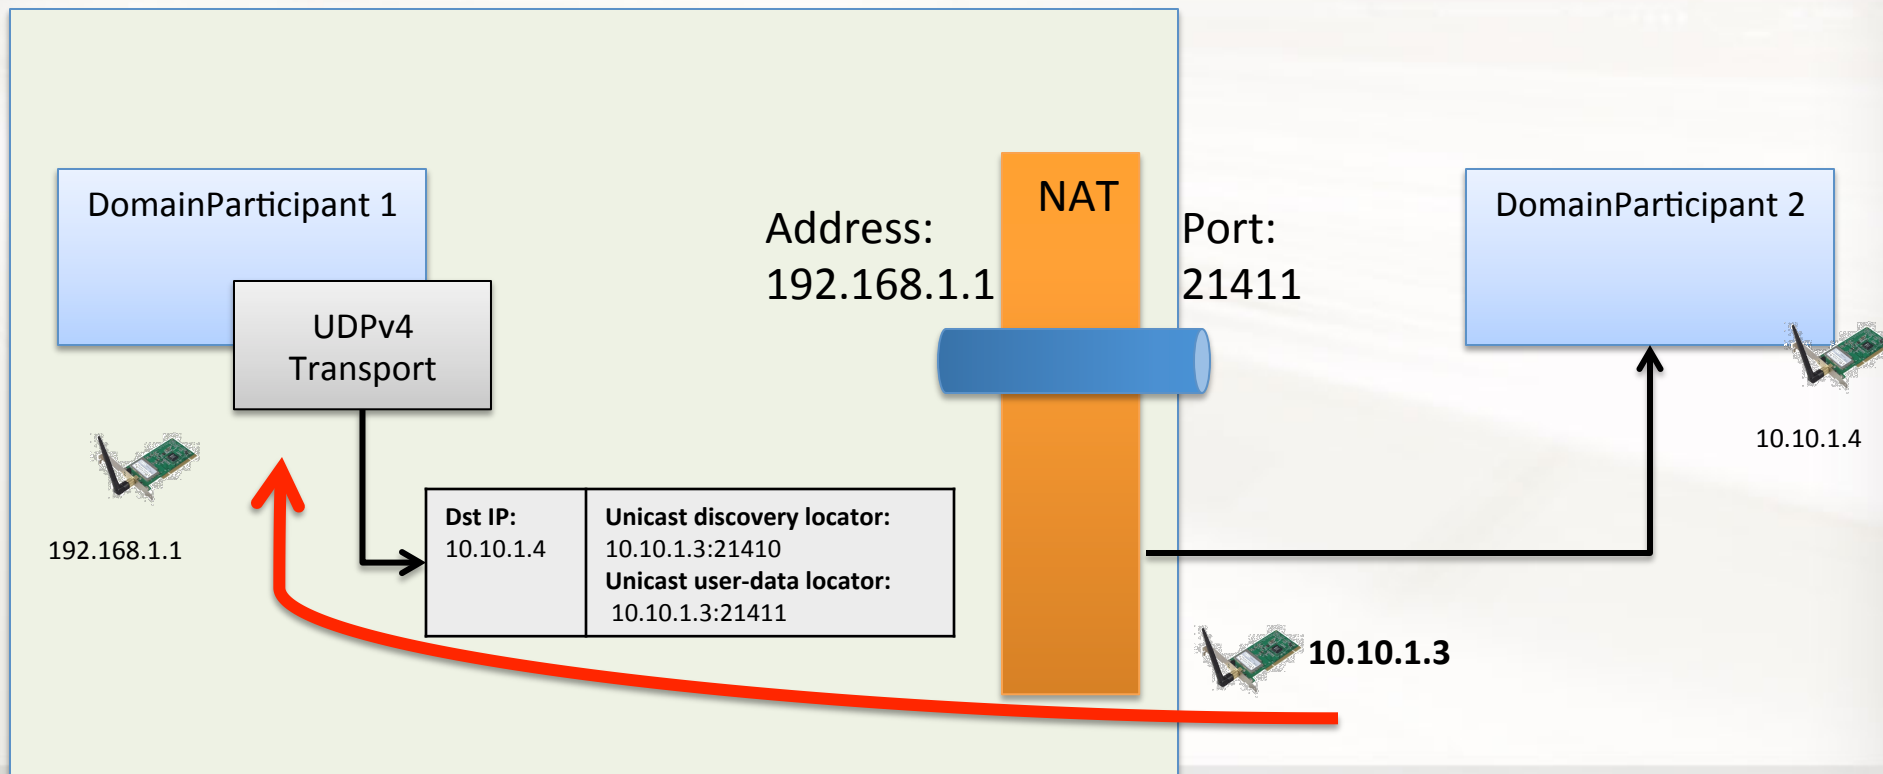 DomainParticipant 1
UDPv4
Transport
192.168.1.1
Dst IP:
10.10.1.4
Unicast discovery locator:
10.10.1.3:21410
Unicast user-data locator:
10.10.1.3:21411
Address:
192.168.1.1
NAT
Port:
21411
DomainParticipant 2
10.10.1.4
10.10.1.3